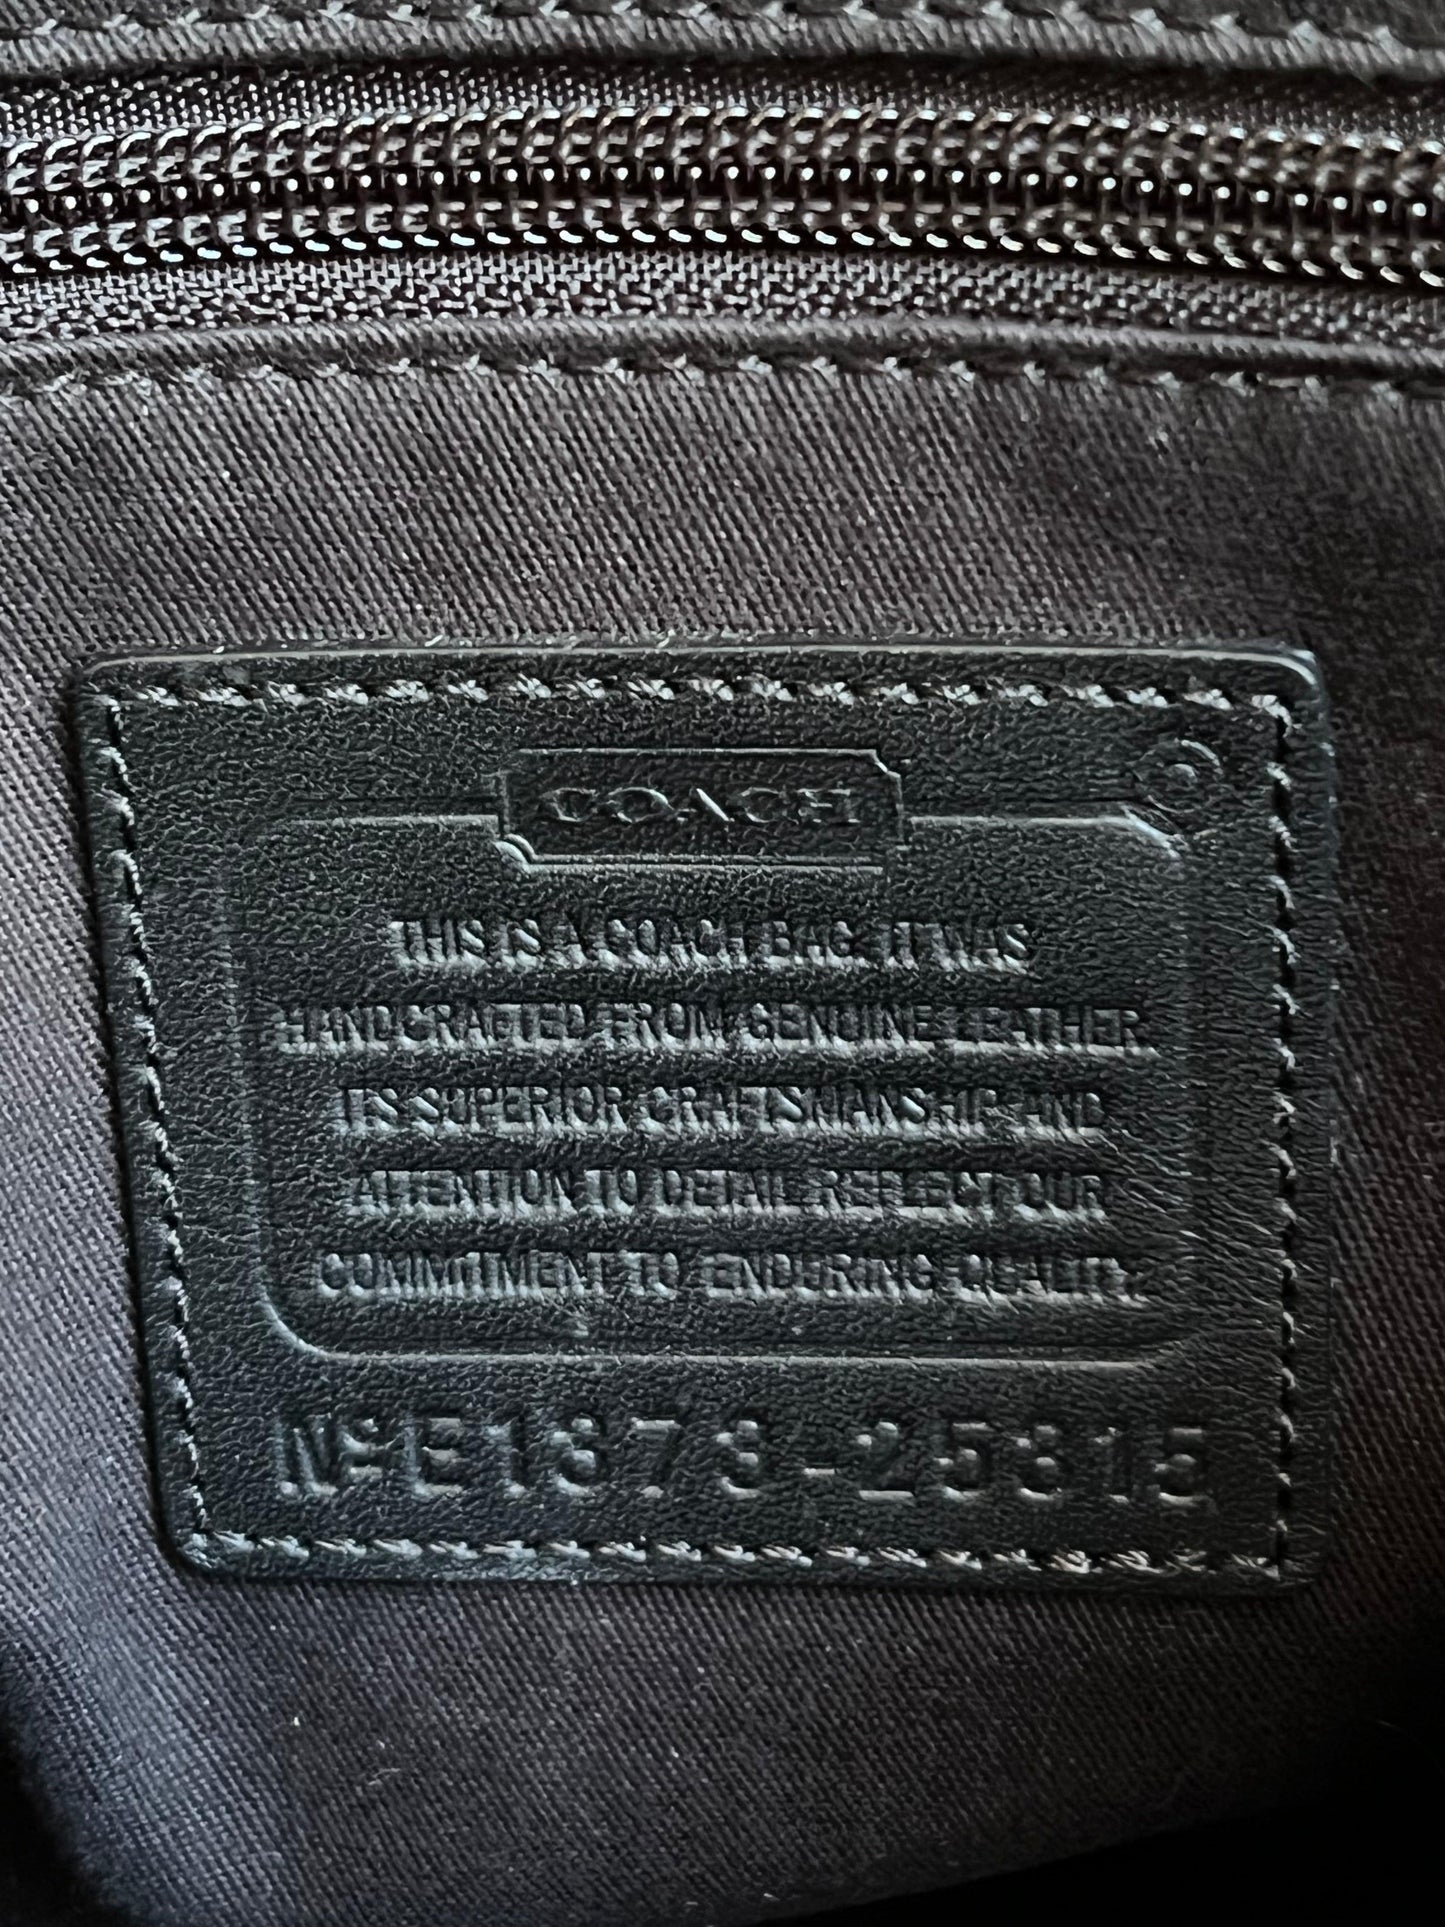 COACH
THIS IS A COACH BAG. IT WAS
HANDCRAFTED FROM GENUINE LEATHER.
ITS SUPERIOR CRAFTSMANSHIP AND
ATTENTION TO DETAIL REFLECT OUR
COMMITMENT TO ENDURING QUALITY.
Nº E1373-25315